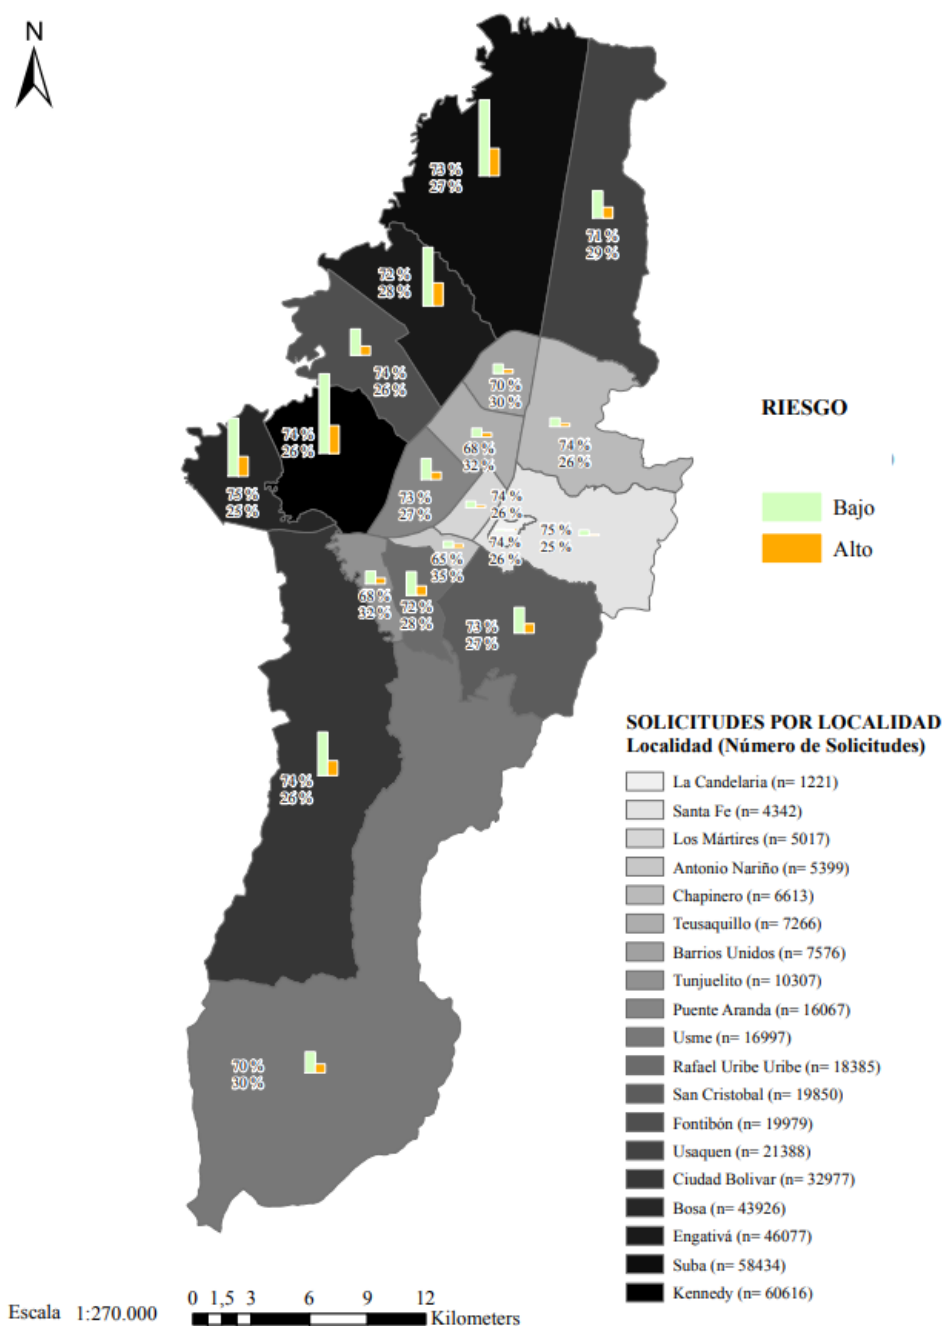 N
73 %
27 %
71 %
29 %
72 %
28 %
74 %
26 %
70 %
30 %
74 %
26 %
68 %
32 %
74 %
26 %
75 %
25 %
73 %
27 %
74 %
26 %
75 %
25 %
74 %
26 %
65 %
35 %
68 %
32 %
72 %
28 %
73 %
27 %
74 %
26 %
70 %
30 %
RIESGO
Bajo
Alto
SOLICITUDES POR LOCALIDAD
Localidad (Número de Solicitudes)
La Candelaria (n= 1221)
Santa Fe (n= 4342)
Los Mártires (n= 5017)
Antonio Nariño (n= 5399)
Chapinero (n= 6613)
Teusaquillo (n= 7266)
Barrios Unidos (n= 7576)
Tunjuelito (n= 10307)
Puente Aranda (n= 16067)
Usme (n= 16997)
Rafael Uribe Uribe (n= 18385)
San Cristobal (n= 19850)
Fontibón (n= 19979)
Usaquen (n= 21388)
Ciudad Bolivar (n= 32977)
Bosa (n= 43926)
Engativá (n= 46077)
Suba (n= 58434)
Kennedy (n= 60616)
Escala 1:270.000
0 1,5 3 6 9 12
Kilometers